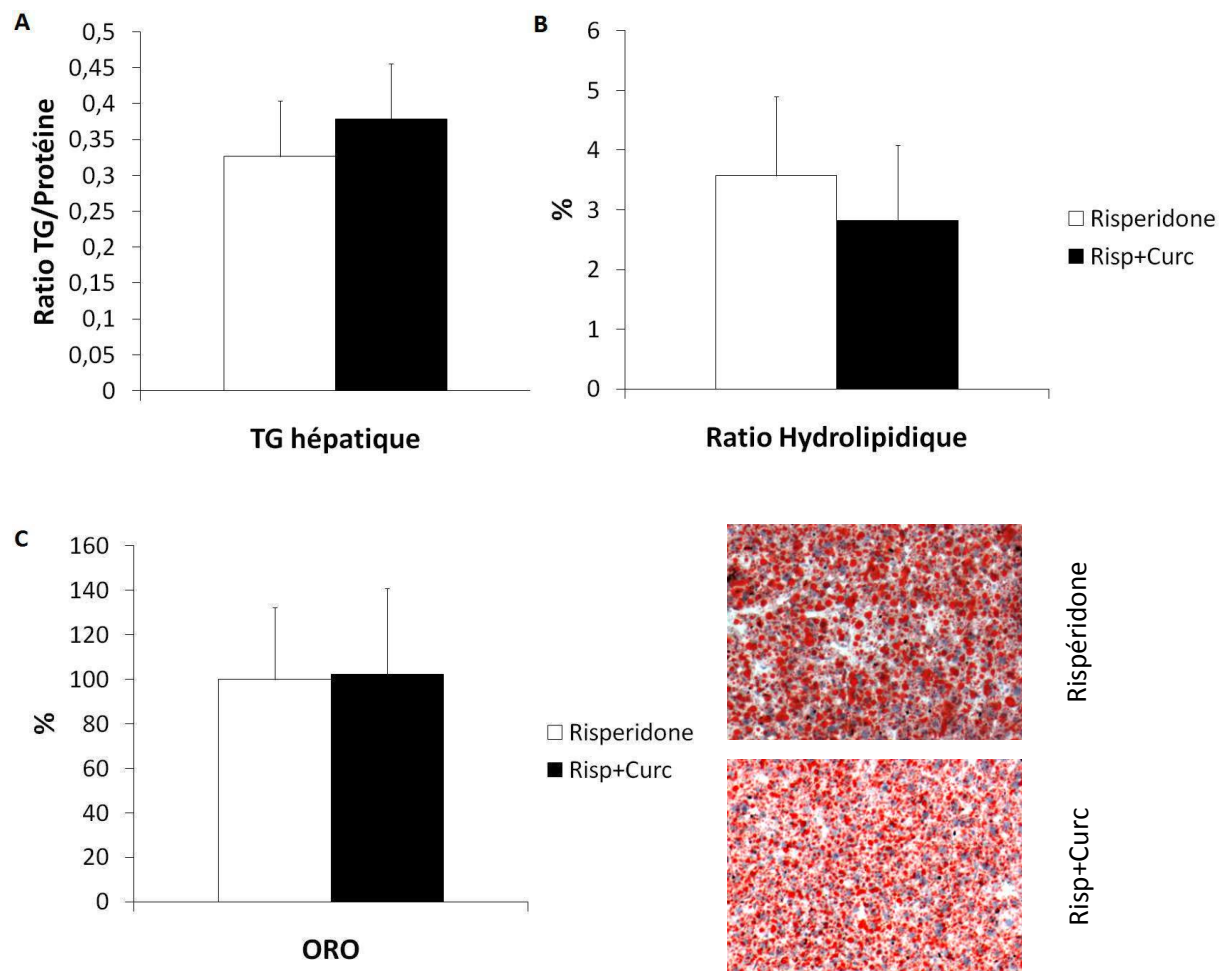 A
0,5
0,45
0,4
0,35
0,3
0,25
0,2
0,15
0,1
0,05
0
Ratio TG/Protéine
TG hépatique
B
6
5
4
3
2
1
0
%
Ratio Hydrolipidique
Risperidone
Risp+Curc
C
160
140
120
100
80
60
40
20
0
%
ORO
Risperidone
Risp+Curc
Rispéridone
Risp+Curc